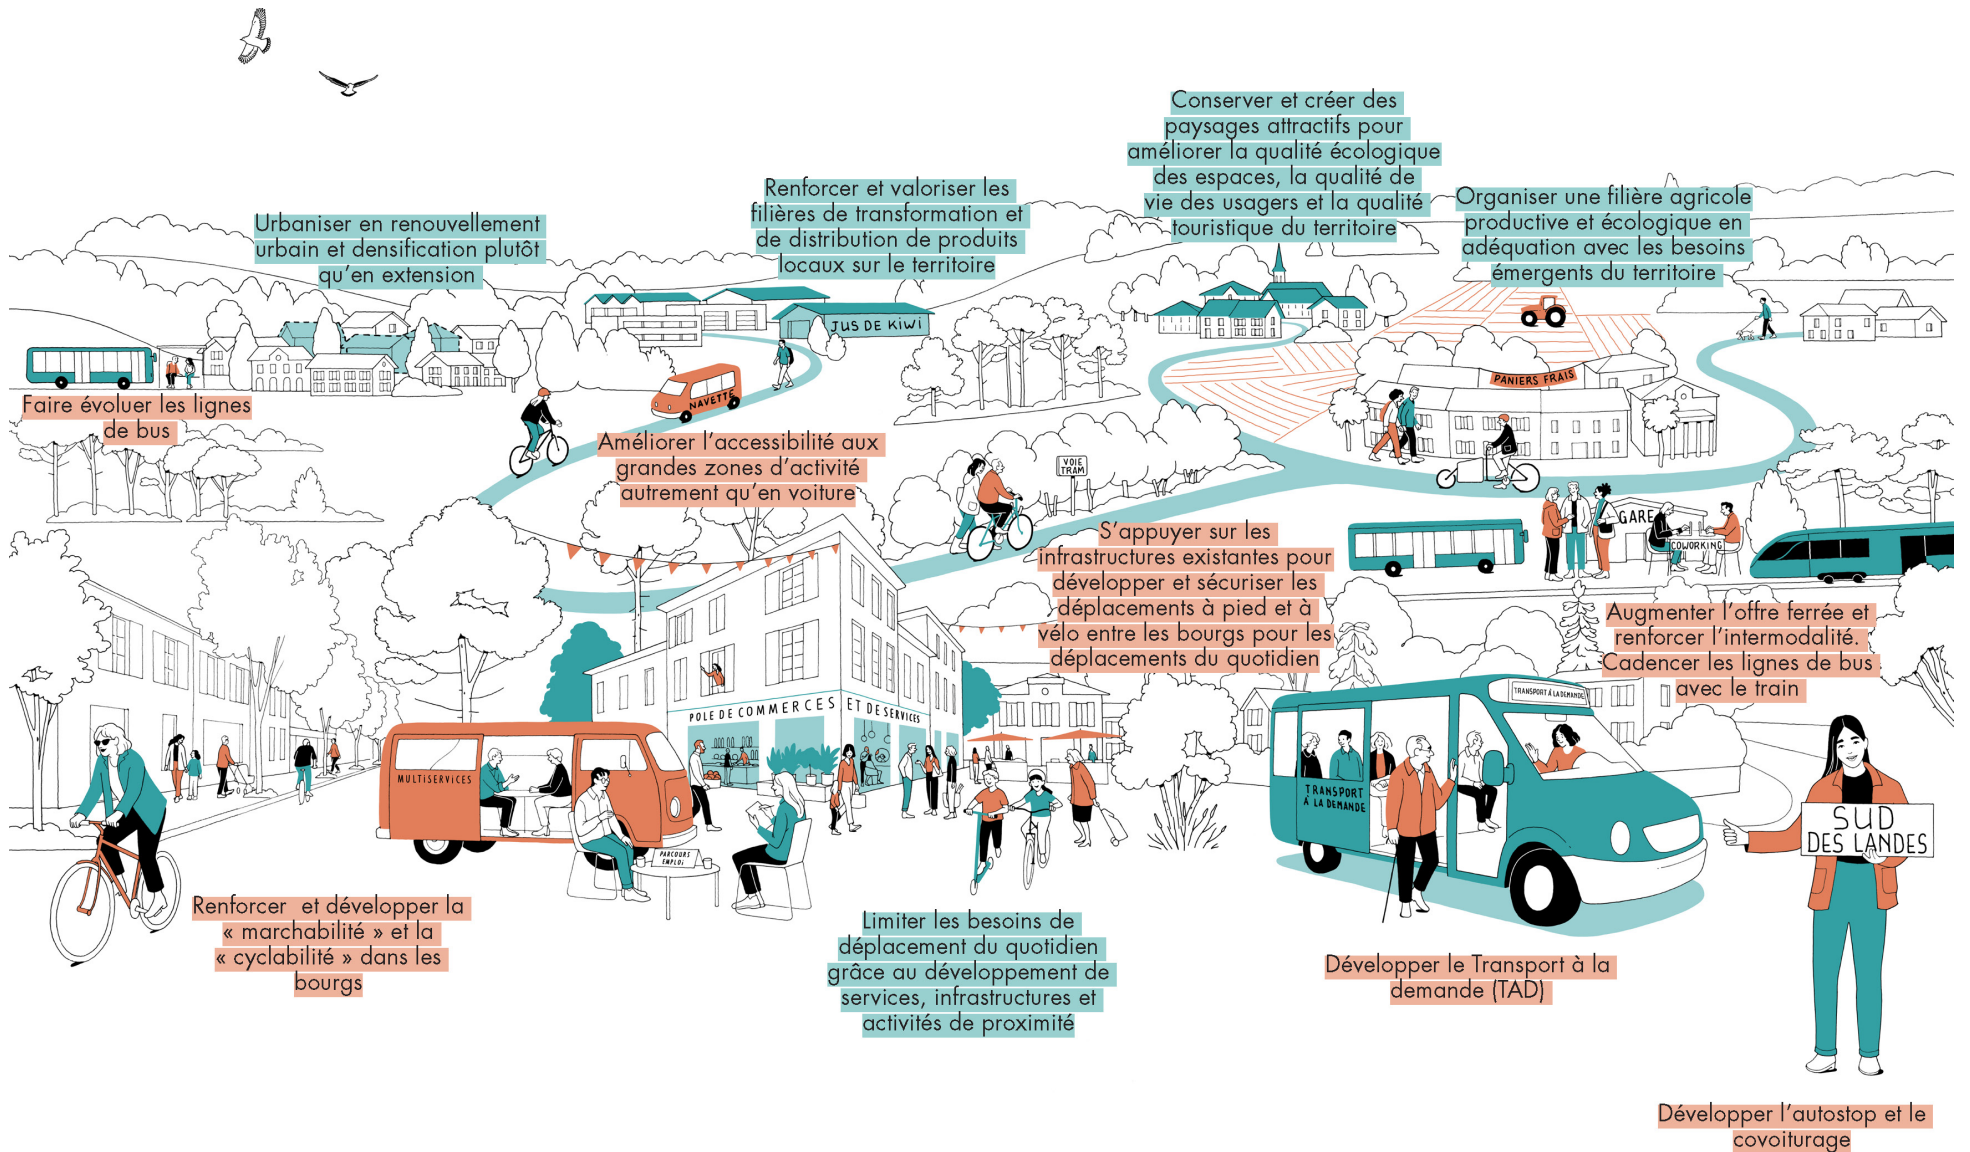 Conserver et créer des
paysages attractifs pour
améliorer la qualité écologique
des espaces, la qualité de
vie des usagers et la qualité
touristique du territoire
Renforcer et valoriser les
filières de transformation et
de distribution de produits
locaux sur le territoire
Organiser une filière agricole
productive et écologique en
adéquation avec les besoins
émergents du territoire
Urbaniser en renouvellement
urbain et densification plutôt
qu'en extension
JUS DE KiWi
PANIERS FRAIS
NAVETTE
Faire évoluer les lignes
de bus
Améliorer l'accessibilité aux
grandes zones d'activité
autrement qu'en voiture
VOIE
TRAM
GARE
COWORKING
S'appuyer sur les
infrastructures existantes pour
développer et sécuriser les
déplacements à pied et à
vélo entre les bourgs pour les
déplacements du quotidien
Augmenter l'offre ferrée et
renforcer l'intermodalité.
Cadencer les lignes de bus
avec le train
TRANSPORT À LA DEMANDE
POLE DE COMMERCES ET DE SERVICES
MULTiSERVICES
TRANSPORT
À LA DEMANDE
SUD
DES LANDES
PARCOURS
EMPLOi
Renforcer et développer la
« marchabilité » et la
« cyclabilité » dans les
bourgs
Limiter les besoins de
déplacement du quotidien
grâce au développement de
services, infrastructures et
activités de proximité
Développer le Transport à la
demande (TAD)
Développer l'autostop et le
covoiturage